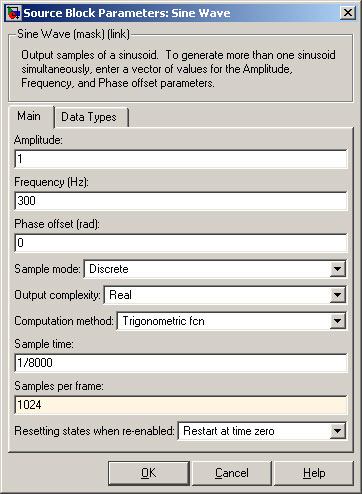 Source Block Parameters: Sine Wave
Sine Wave (mask) (link)
Output samples of a sinusoid. To generate more than one sinusoid
simultaneously, enter a vector of values for the Amplitude,
Frequency, and Phase offset parameters.
Main
Data Types
Amplitude:
1
Frequency (Hz):
300
Phase offset (rad):
0
Sample mode: Discrete
Output complexity: Real
Computation method: Trigonometric fcn
Sample time:
1/8000
Samples per frame:
1024
Resetting states when re-enabled: Restart at time zero
OK Cancel Help